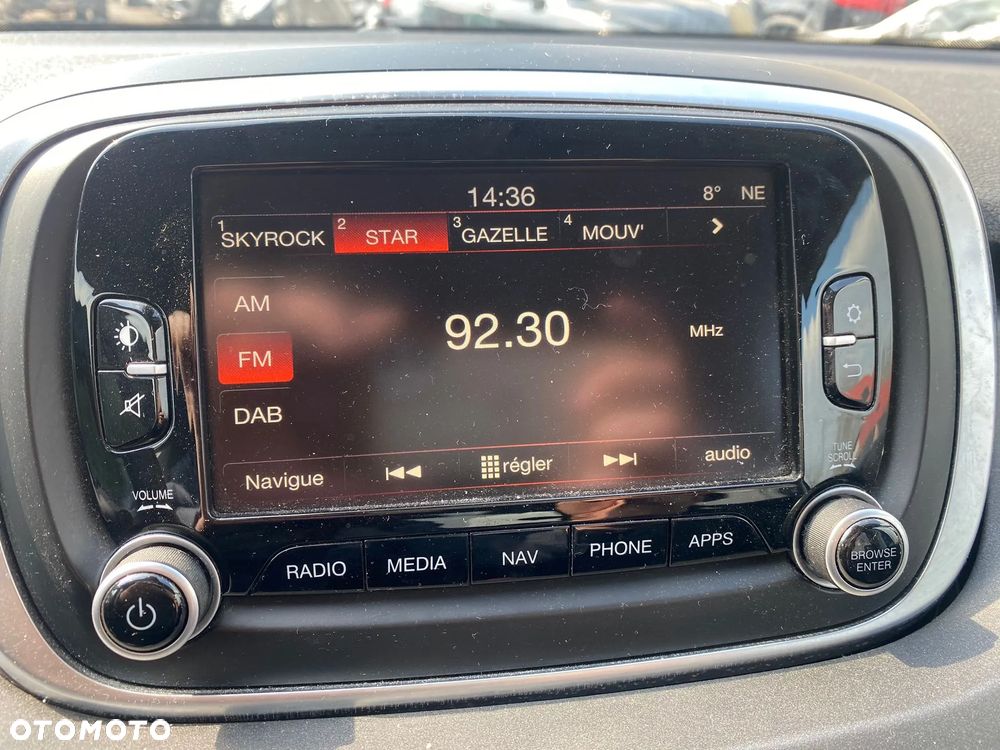 14:36 8° NE
1 SKYROCK 2 STAR 3 GAZELLE 4 MOUV' >
AM
92.30 MHz
FM
DAB
Navigue régler audio
VOLUME
TUNE
SCROLL
RADIO MEDIA NAV PHONE APPS
BROWSE
ENTER
OTOMOTO